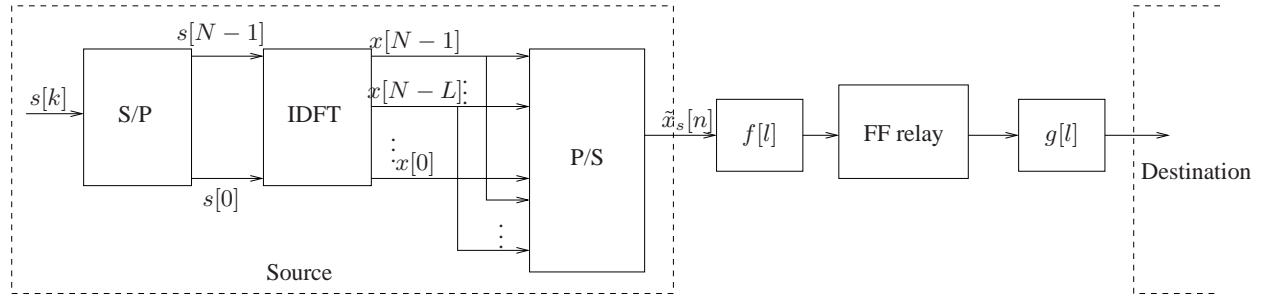 s[k]
S/P
s[N − 1]
s[0]
IDFT
x[N − 1]
x[N − L]
⋮
⋮
x[0]
⋮
P/S
Source
x̃ₛ[n]
f[l]
FF relay
g[l]
Destination